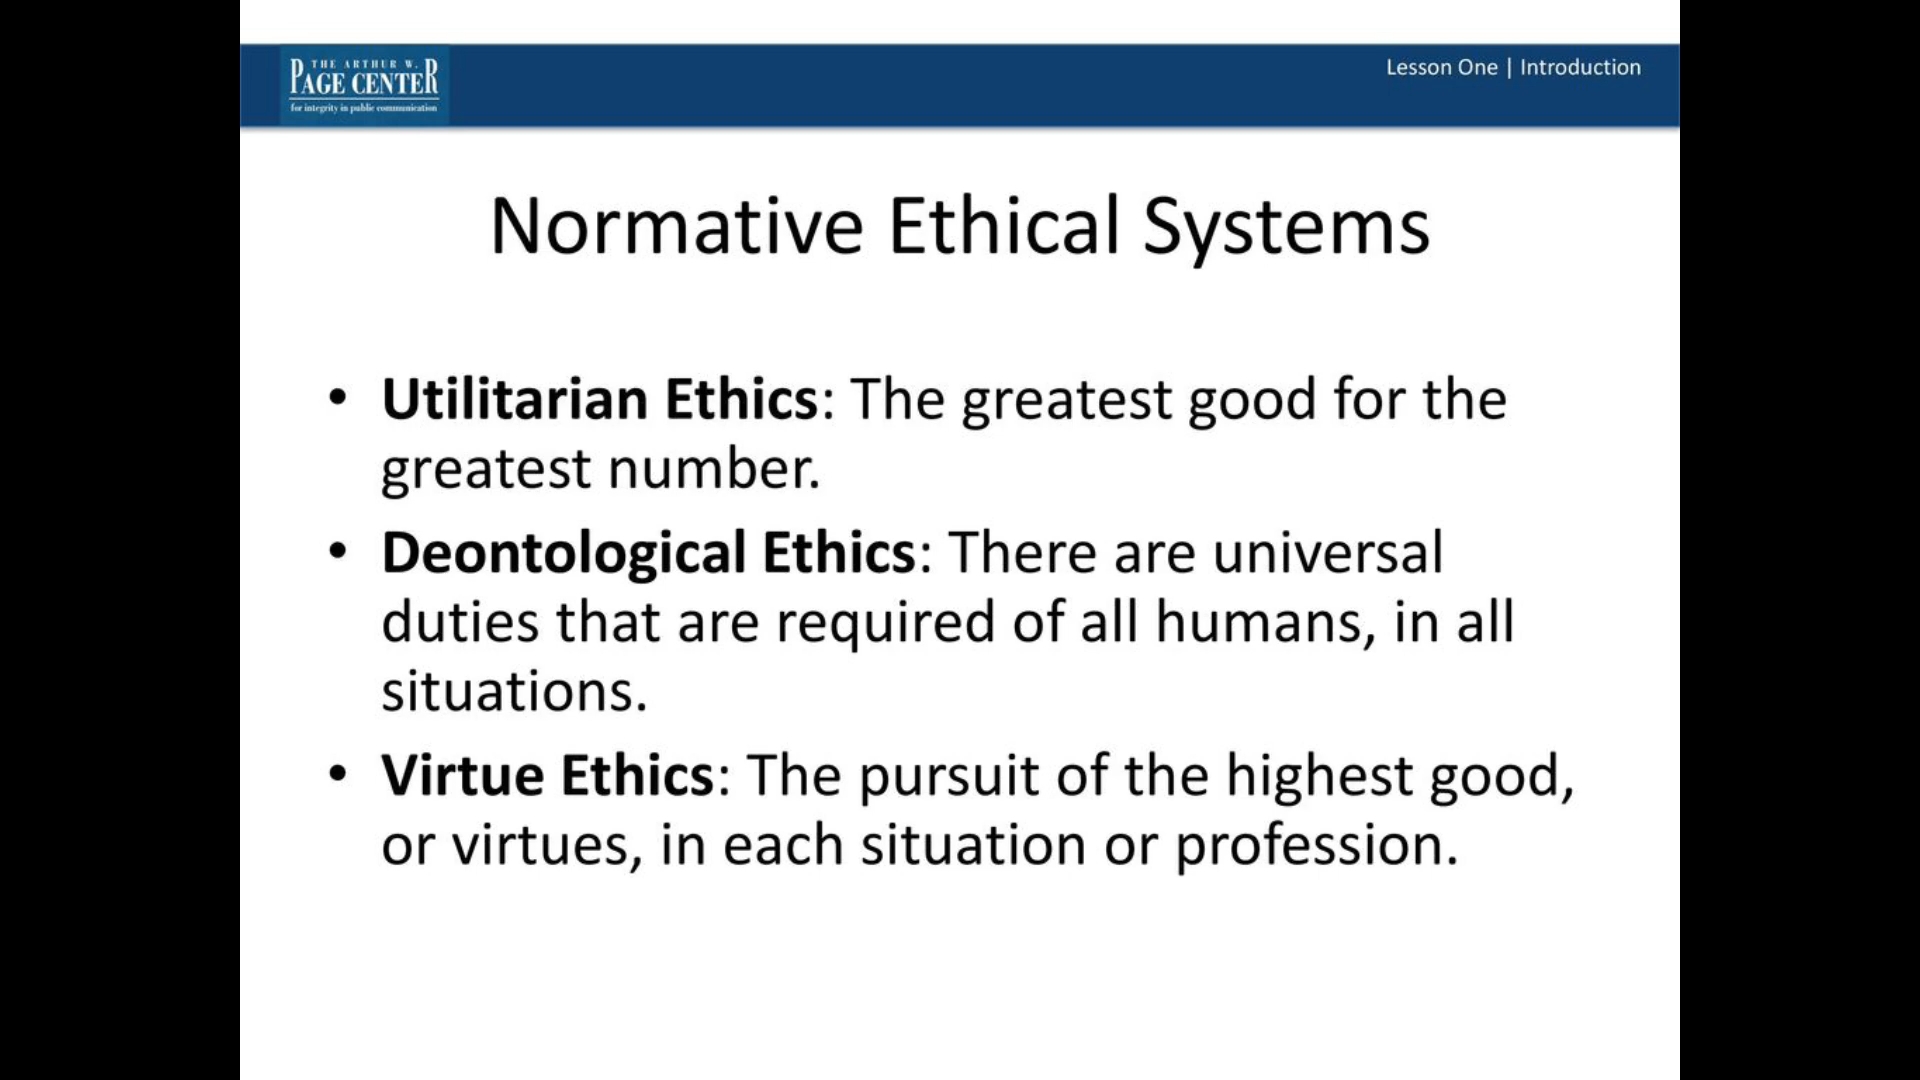 THE ARTHUR W.
PAGE CENTER
for integrity in public communication
Lesson One | Introduction
Normative Ethical Systems
• Utilitarian Ethics: The greatest good for the
greatest number.
• Deontological Ethics: There are universal
duties that are required of all humans, in all
situations.
• Virtue Ethics: The pursuit of the highest good,
or virtues, in each situation or profession.